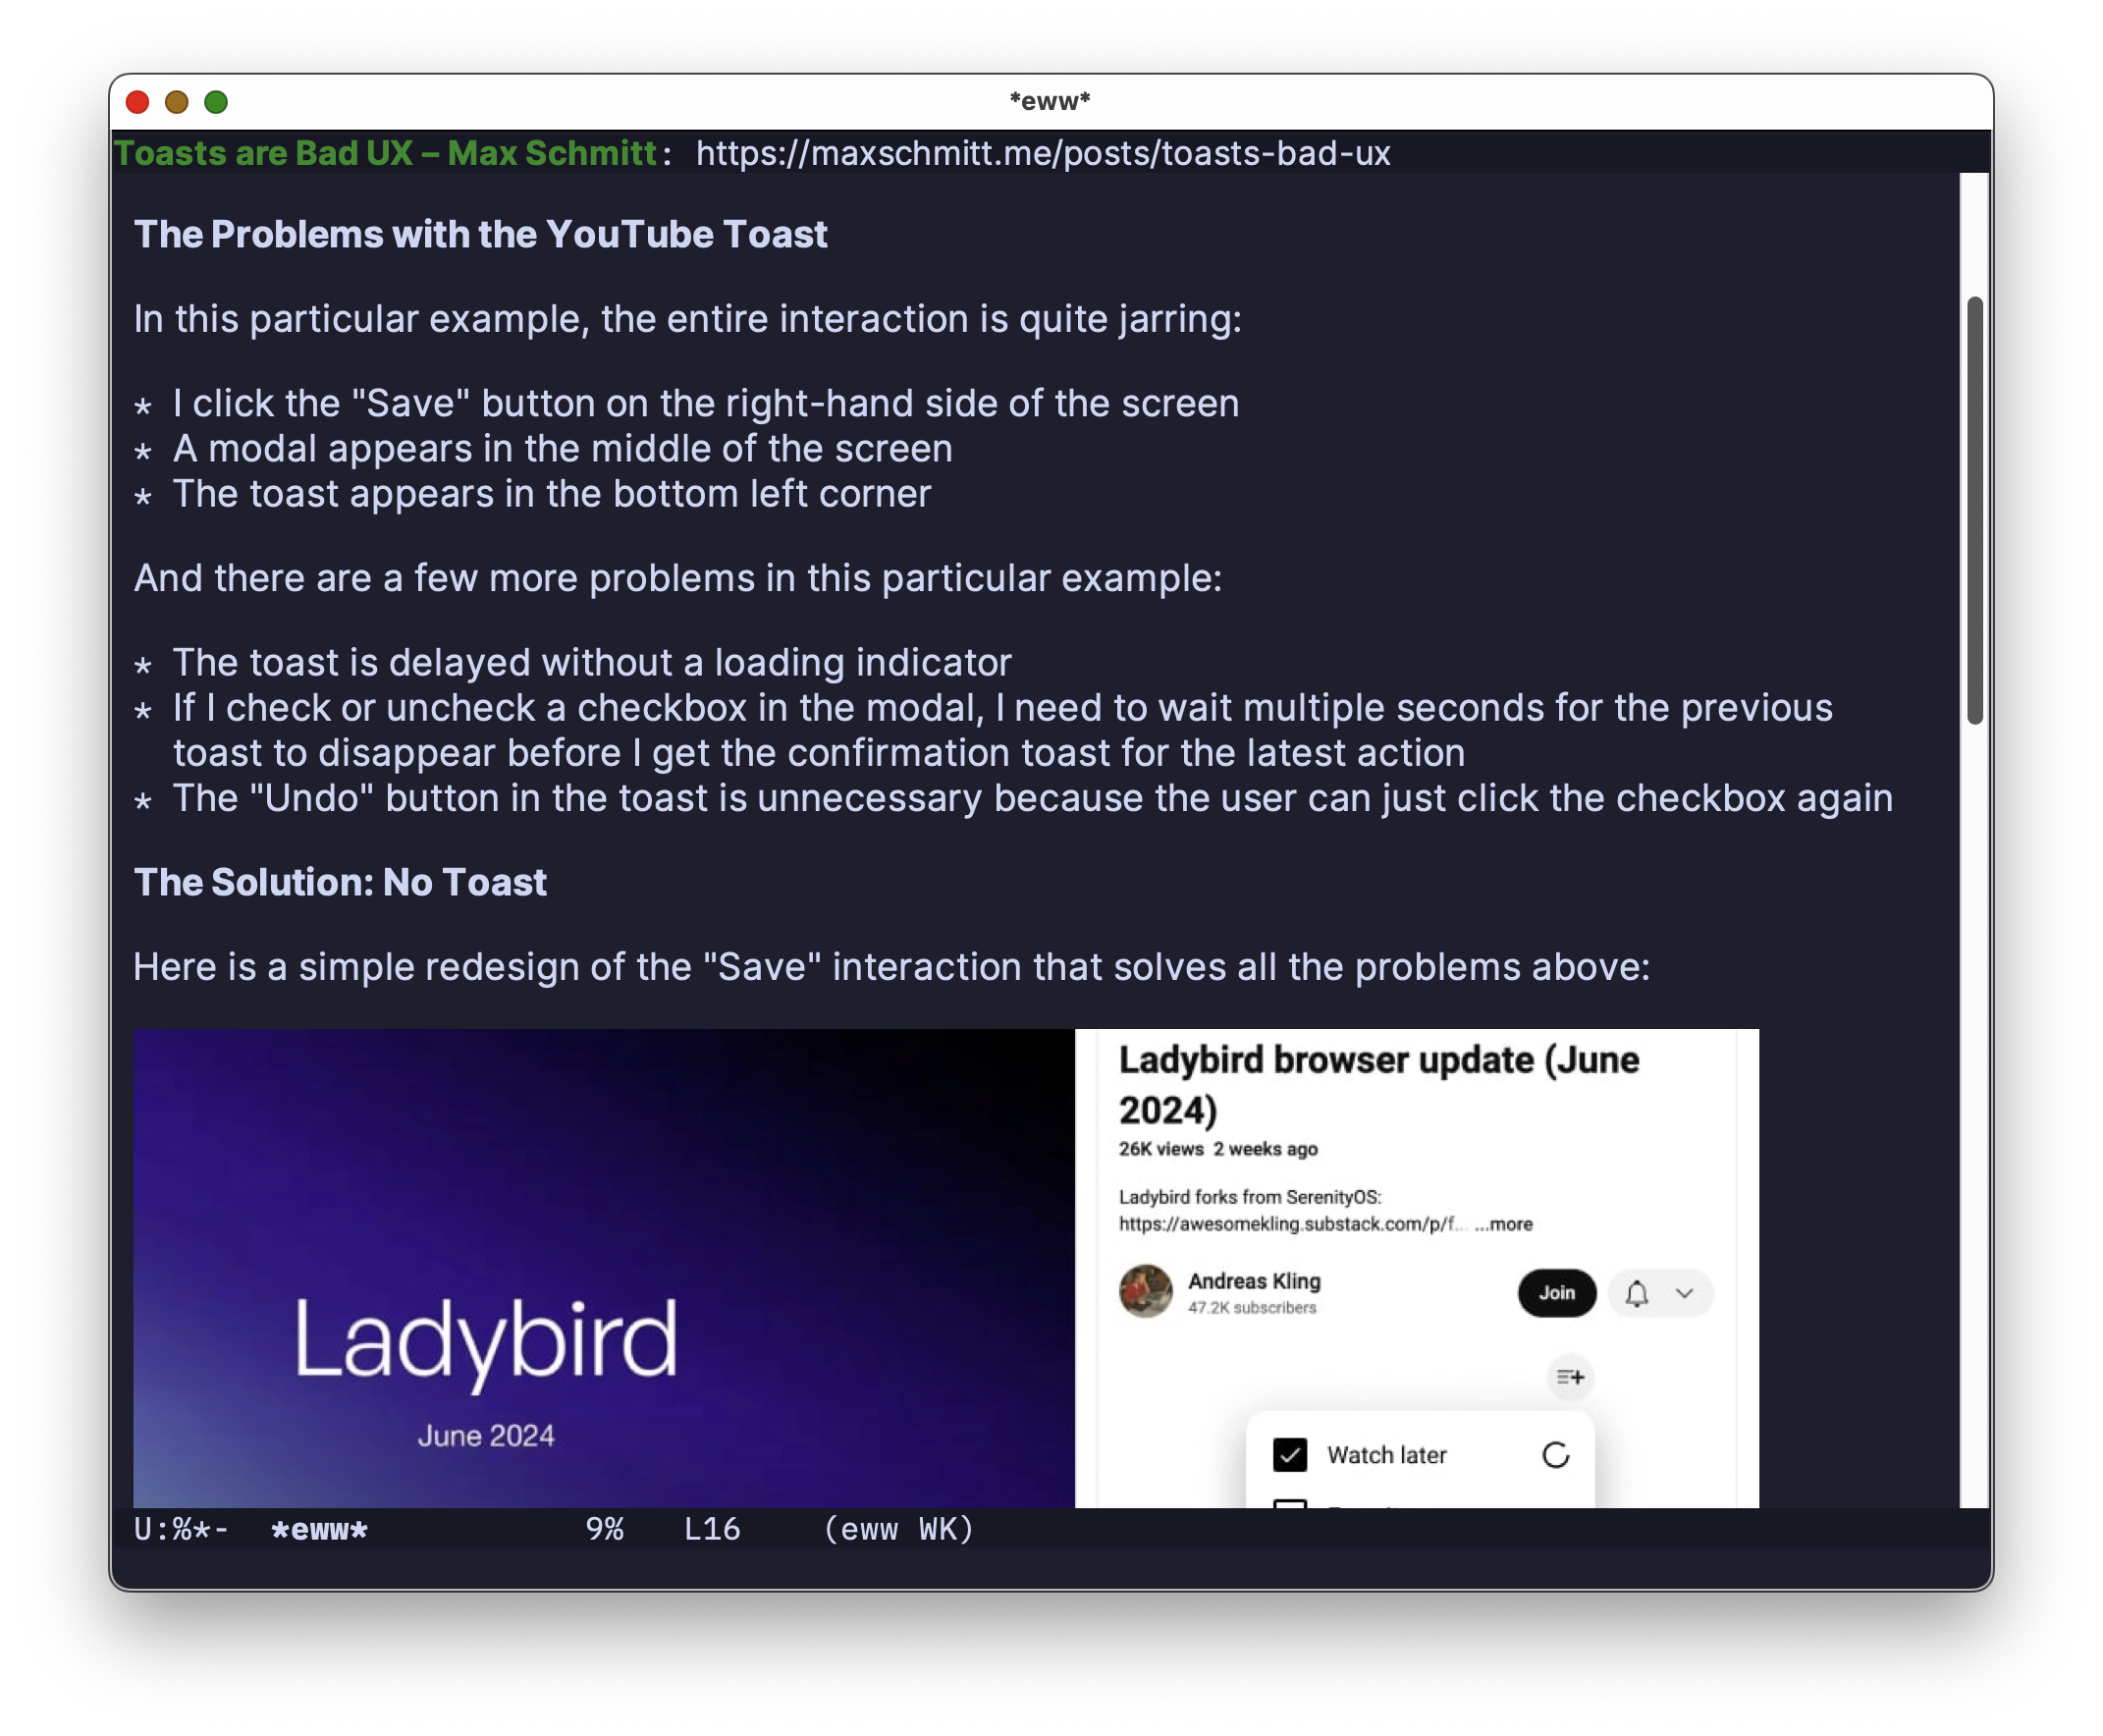 *eww*
Toasts are Bad UX – Max Schmitt: https://maxschmitt.me/posts/toasts-bad-ux
The Problems with the YouTube Toast
In this particular example, the entire interaction is quite jarring:
* I click the "Save" button on the right-hand side of the screen
* A modal appears in the middle of the screen
* The toast appears in the bottom left corner
And there are a few more problems in this particular example:
* The toast is delayed without a loading indicator
* If I check or uncheck a checkbox in the modal, I need to wait multiple seconds for the previous
toast to disappear before I get the confirmation toast for the latest action
* The "Undo" button in the toast is unnecessary because the user can just click the checkbox again
The Solution: No Toast
Here is a simple redesign of the "Save" interaction that solves all the problems above:
Ladybird
June 2024
Ladybird browser update (June
2024)
26K views 2 weeks ago
Ladybird forks from SerenityOS:
https://awesomekling.substack.com/p/f... ...more
Andreas Kling
47.2K subscribers
Join
Watch later
U:%*- *eww* 9% L16 (eww WK)